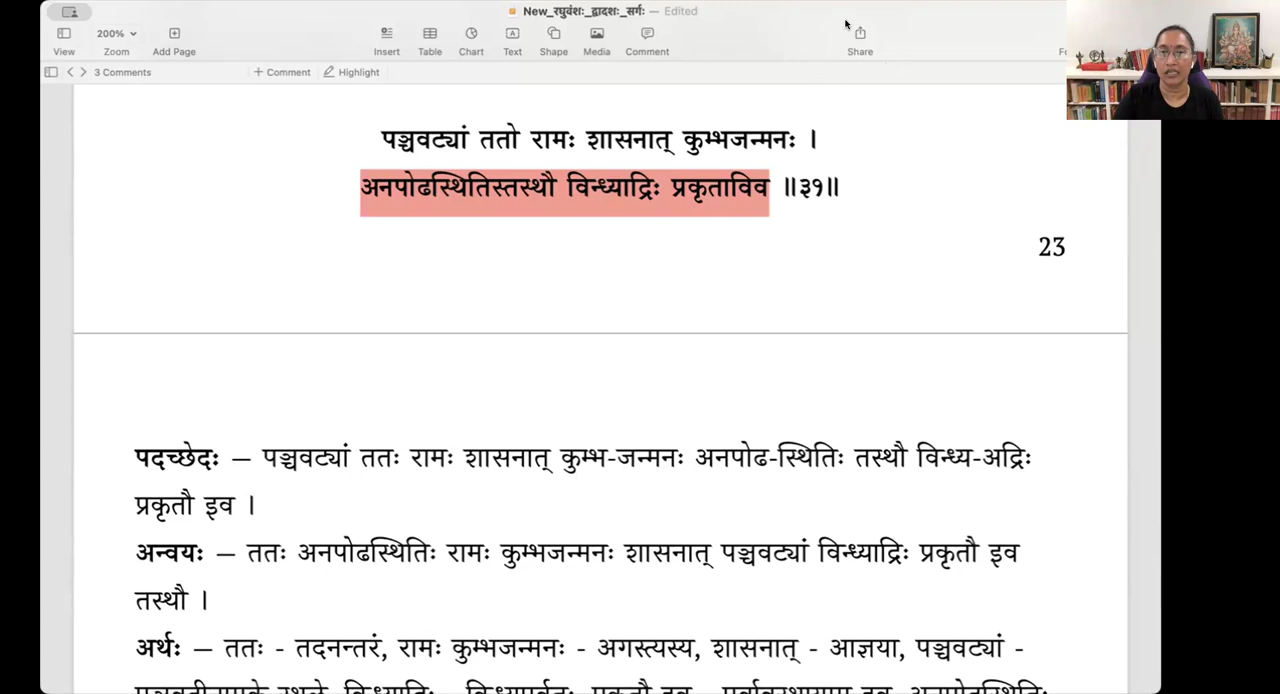 New_रघुवंशः_द्वादशः_सर्गः — Edited
200%
View
Zoom
Add Page
Insert
Table
Chart
Text
Shape
Media
Comment
Share
Fo
3 Comments
+ Comment
Highlight
पञ्चवट्यां ततो रामः शासनात् कुम्भजन्मनः ।
अनपोढस्थितिस्तस्थौ विन्ध्याद्रिः प्रकृताविव ॥३१॥
23
पदच्छेदः — पञ्चवट्यां ततः रामः शासनात् कुम्भ-जन्मनः अनपोढ-स्थितिः तस्थौ विन्ध्य-अद्रिः
प्रकृतौ इव ।
अन्वयः — ततः अनपोढस्थितिः रामः कुम्भजन्मनः शासनात् पञ्चवट्यां विन्ध्याद्रिः प्रकृतौ इव
तस्थौ ।
अर्थः — ततः - तदनन्तरं, रामः कुम्भजन्मनः - अगस्त्यस्य, शासनात् - आज्ञया, पञ्चवट्यां -